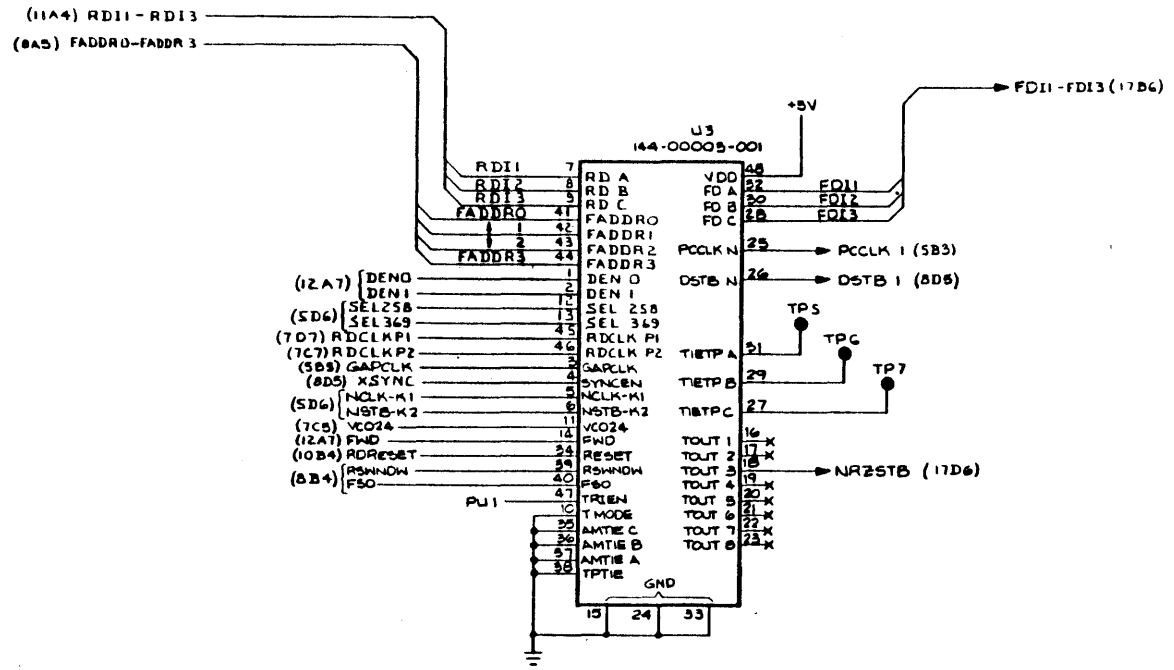 (11A4) RDI1-RDI3
(8A5) FADDR0-FADDR3
FDI1-FDI3 (17B6)
+5V
U3
144-00005-001
RDI1 7 RD A
RDI2 8 RD B
RDI3 9 RD C
FADDR0 41 FADDR0
1 42 FADDR1
2 43 FADDR2
FADDR3 44 FADDR3
(12A7) DEN0 1 DEN 0
DEN1 2 DEN 1
(5D6) SEL258 12 SEL 258
SEL369 13 SEL 369
(7D7) RDCLKP1 45 RDCLK P1
(7C7) RDCLKP2 46 RDCLK P2
(5B3) GAPCLK 3 GAPCLK
(8D5) XSYNC 4 SYNCEN
(5D6) NCLK-K1 5 NCLK-K1
NSTB-K2 6 NSTB-K2
(7C5) VCO24 11 VCO24
(12A7) FWD 14 FWD
(10B4) RDRESET 34 RESET
(8B4) RSWNDW 39 RSWNDW
FSO 40 FSO
PU1 47 TRIEN
10 T MODE
35 AMTIE C
36 AMTIE B
37 AMTIE A
38 TPTIE
VDD 48
FD A 32 FDI1
FD B 30 FDI2
FD C 28 FDI3
PCCLK N 25 PCCLK 1 (5B3)
DSTB N 26 DSTB 1 (8D5)
TP5
TIETP A 31
TP6
TIETP B 29
TP7
TIETP C 27
TOUT 1 16
TOUT 2 17
TOUT 3 18 NRZSTB (17D6)
TOUT 4 19
TOUT 5 20
TOUT 6 21
TOUT 7 22
TOUT 8 23
GND
15 24 33